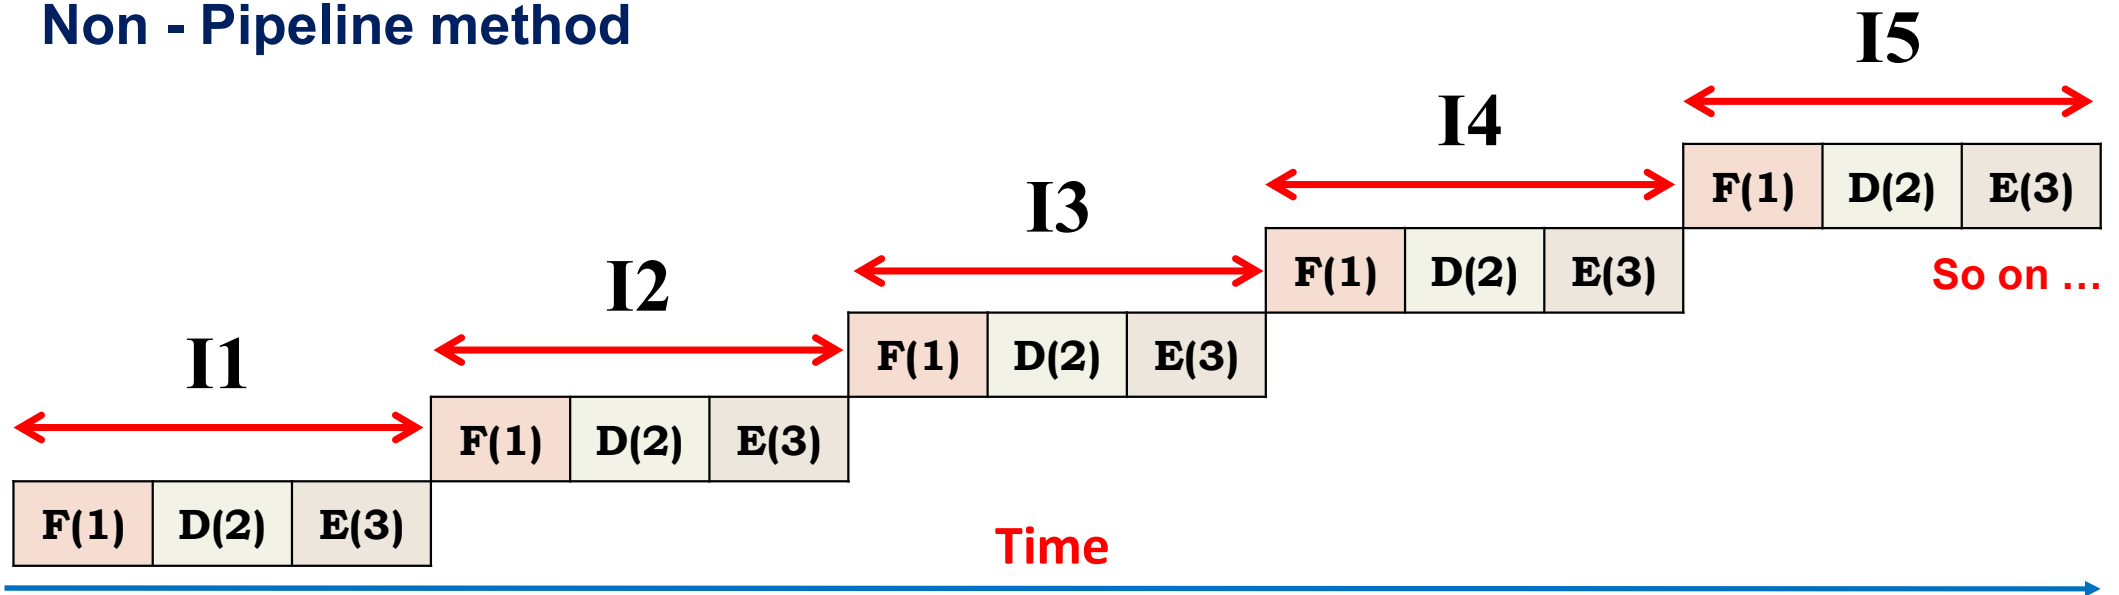 Non - Pipeline method
I5
I4
F(1) D(2) E(3)
I3
F(1) D(2) E(3)
So on ...
I2
F(1) D(2) E(3)
I1
F(1) D(2) E(3)
F(1) D(2) E(3)
Time